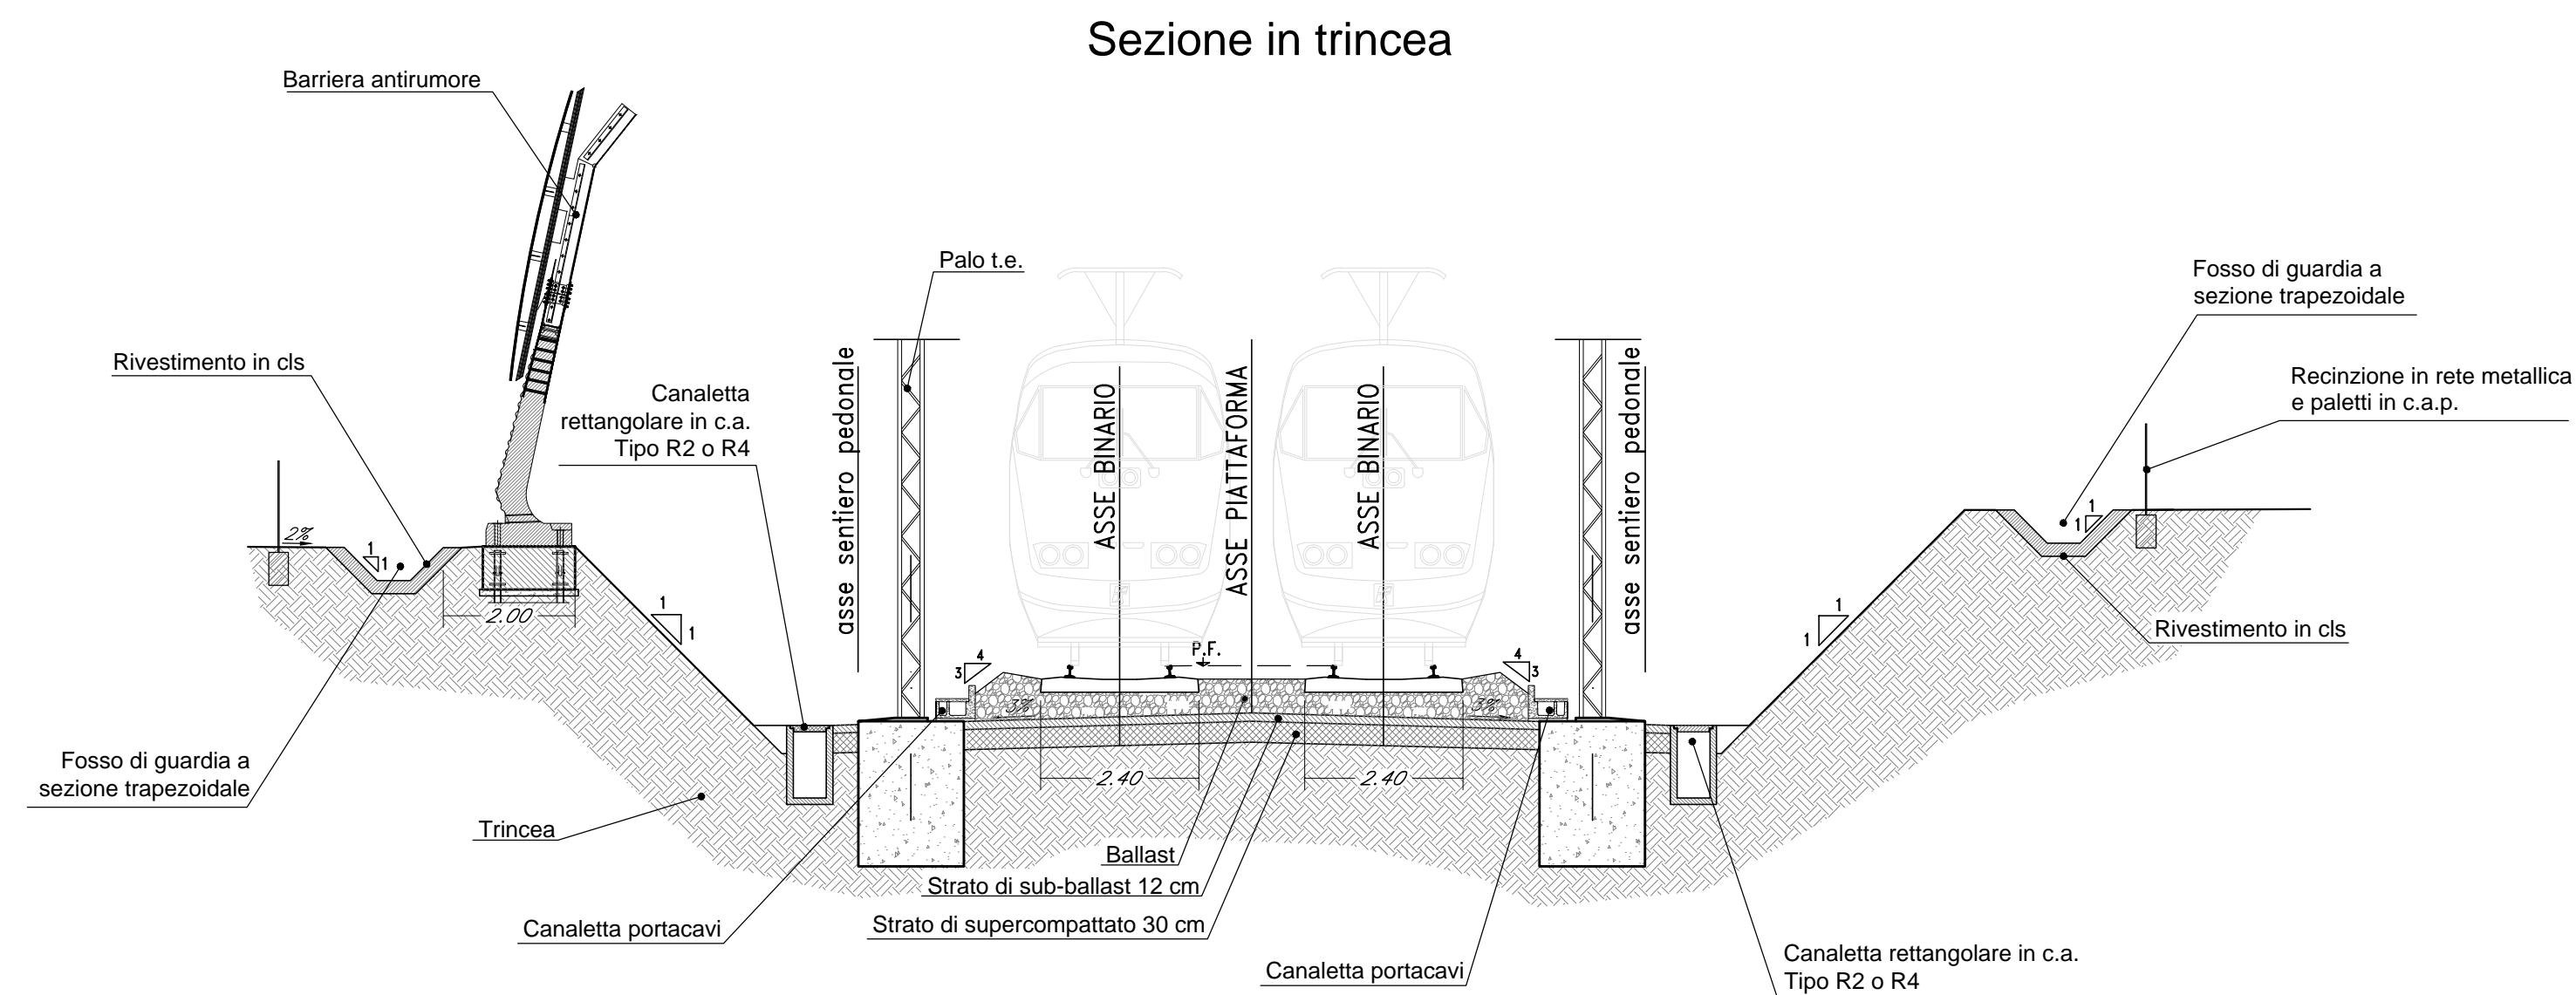 Sezione in trincea
Barriera antirumore
Palo t.e.
Fosso di guardia a
sezione trapezoidale
Rivestimento in cls
Canaletta
rettangolare in c.a.
Tipo R2 o R4
Recinzione in rete metallica
e paletti in c.a.p.
asse sentiero pedonale
ASSE BINARIO
ASSE PIATTAFORMA
ASSE BINARIO
asse sentiero pedonale
2%
1
1
1
1
2.00
1
1
1
1
Rivestimento in cls
P.F.
4
3
4
3
3%
3%
2.40
2.40
Fosso di guardia a
sezione trapezoidale
Trincea
Ballast
Strato di sub-ballast 12 cm
Strato di supercompattato 30 cm
Canaletta portacavi
Canaletta portacavi
Canaletta rettangolare in c.a.
Tipo R2 o R4